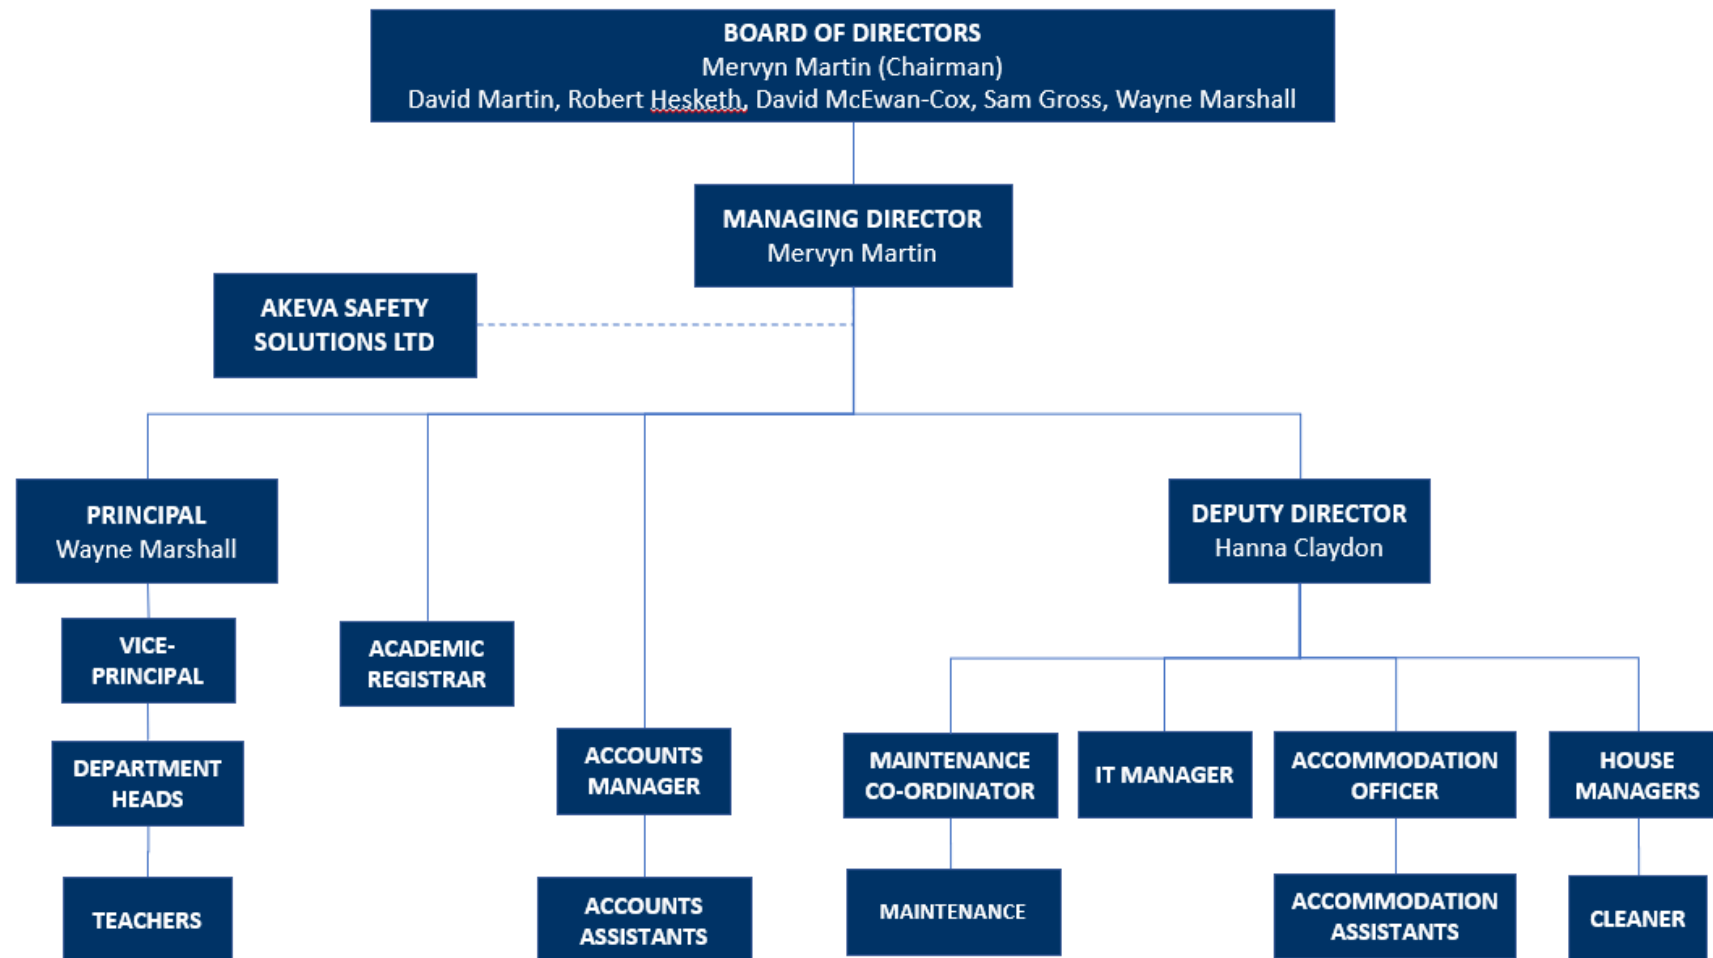 BOARD OF DIRECTORS
Mervyn Martin (Chairman)
David Martin, Robert Hesketh, David McEwan-Cox, Sam Gross, Wayne Marshall
MANAGING DIRECTOR
Mervyn Martin
AKEVA SAFETY
SOLUTIONS LTD
PRINCIPAL
Wayne Marshall
DEPUTY DIRECTOR
Hanna Claydon
VICE-
PRINCIPAL
ACADEMIC
REGISTRAR
DEPARTMENT
HEADS
ACCOUNTS
MANAGER
MAINTENANCE
CO-ORDINATOR
IT MANAGER
ACCOMMODATION
OFFICER
HOUSE
MANAGERS
TEACHERS
ACCOUNTS
ASSISTANTS
MAINTENANCE
ACCOMMODATION
ASSISTANTS
CLEANER